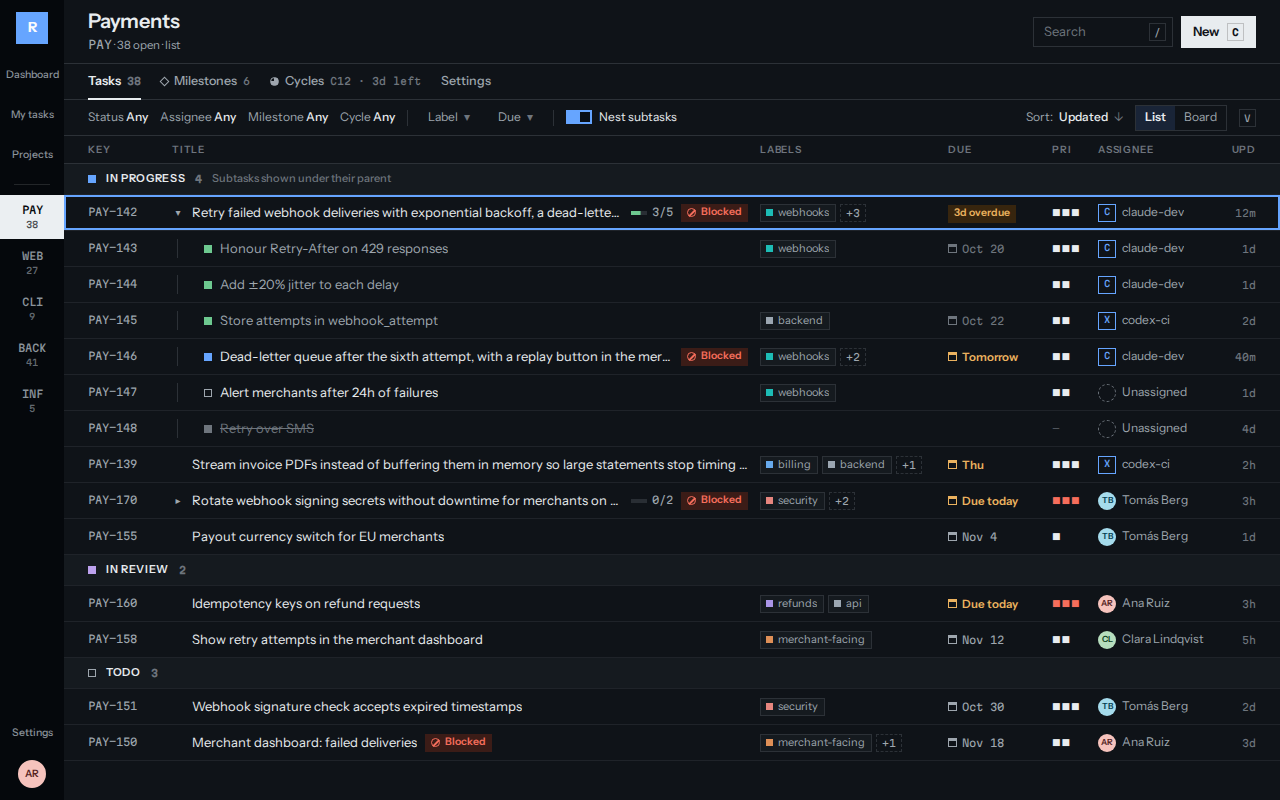 R
Dashboard
My tasks
Projects
PAY
38
WEB
27
CLI
9
BACK
41
INF
5
Settings
AR
Payments
PAY·38 open·list
Search /
New C
Tasks 38 Milestones 6 Cycles C12 · 3d left Settings
Status Any Assignee Any Milestone Any Cycle Any Label ▾ Due ▾ Nest subtasks Sort: Updated ↓ List Board V
KEY TITLE LABELS DUE PRI ASSIGNEE UPD
IN PROGRESS 4 Subtasks shown under their parent
PAY-142 ▾ Retry failed webhook deliveries with exponential backoff, a dead-lette… 3/5 Blocked webhooks +3 3d overdue C claude-dev 12m
PAY-143 Honour Retry-After on 429 responses webhooks Oct 20 C claude-dev 1d
PAY-144 Add ±20% jitter to each delay C claude-dev 1d
PAY-145 Store attempts in webhook_attempt backend Oct 22 X codex-ci 2d
PAY-146 Dead-letter queue after the sixth attempt, with a replay button in the mer… Blocked webhooks +2 Tomorrow C claude-dev 40m
PAY-147 Alert merchants after 24h of failures webhooks Unassigned 1d
PAY-148 Retry over SMS – Unassigned 4d
PAY-139 Stream invoice PDFs instead of buffering them in memory so large statements stop timing … billing backend +1 Thu X codex-ci 2h
PAY-170 ▸ Rotate webhook signing secrets without downtime for merchants on … 0/2 Blocked security +2 Due today TB Tomás Berg 3h
PAY-155 Payout currency switch for EU merchants Nov 4 TB Tomás Berg 1d
IN REVIEW 2
PAY-160 Idempotency keys on refund requests refunds api Due today AR Ana Ruiz 3h
PAY-158 Show retry attempts in the merchant dashboard merchant-facing Nov 12 CL Clara Lindqvist 5h
TODO 3
PAY-151 Webhook signature check accepts expired timestamps security Oct 30 TB Tomás Berg 2d
PAY-150 Merchant dashboard: failed deliveries Blocked merchant-facing +1 Nov 18 AR Ana Ruiz 3d